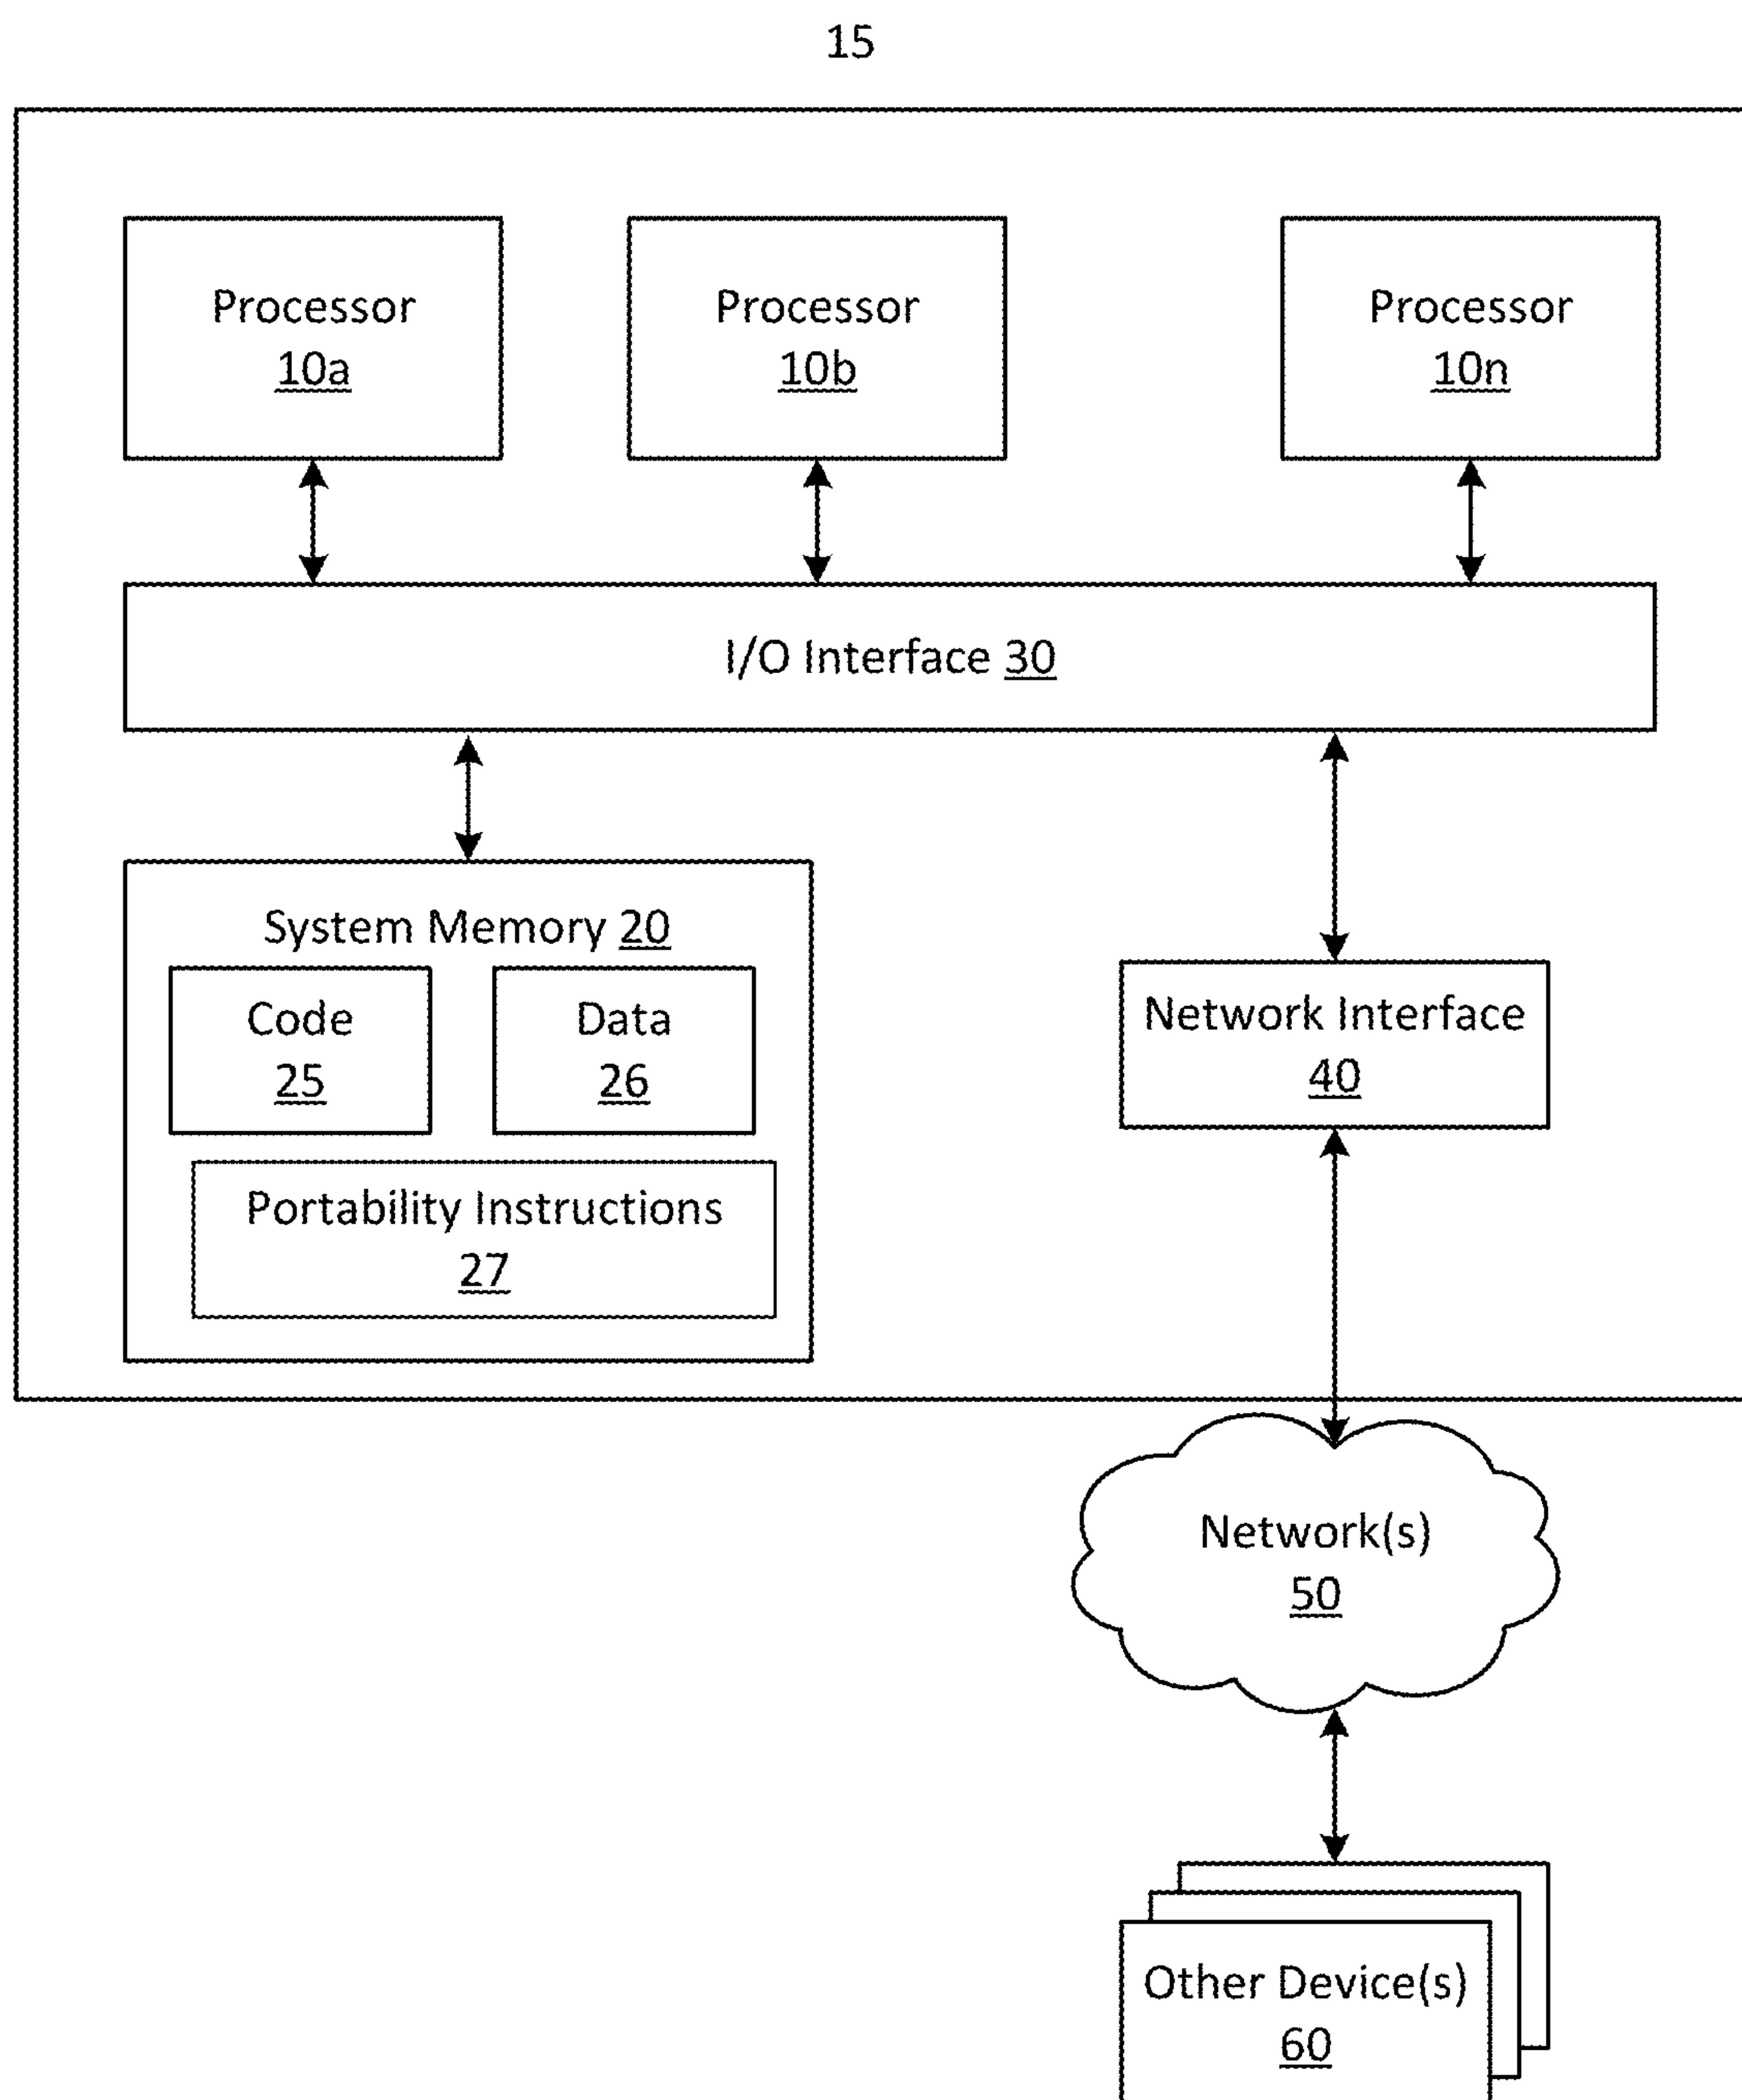 15
Processor
10a
Processor
10b
Processor
10n
I/O Interface 30
System Memory 20
Code
25
Data
26
Portability Instructions
27
Network Interface
40
Network(s)
50
Other Device(s)
60